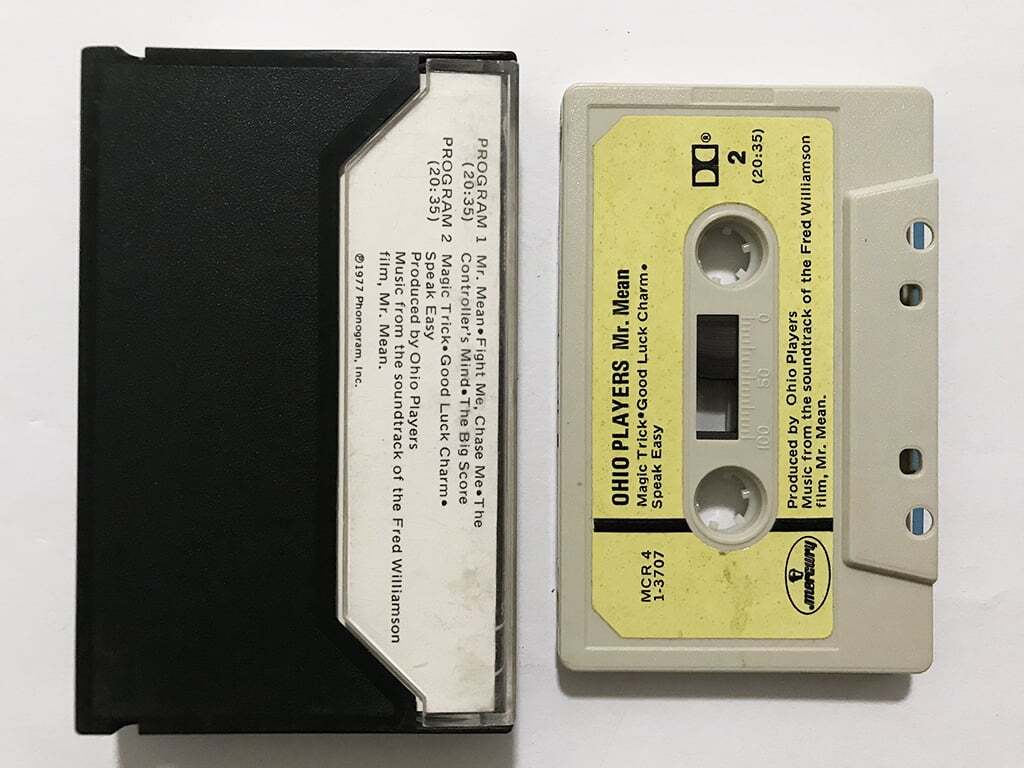 PROGRAM 1 Mr. Mean•Fight Me, Chase Me•The
(20:35) Controller's Mind•The Big Score
PROGRAM 2 Magic Trick•Good Luck Charm•
(20:35) Speak Easy
Produced by Ohio Players
Music from the soundtrack of the Fred Williamson
film, Mr. Mean.
℗1977 Phonogram, Inc.
®
2
(20:35)
OHIO PLAYERS Mr. Mean
Magic Trick•Good Luck Charm•
Speak Easy
0
50
100
MCR 4
1-3707
Produced by Ohio Players
Music from the soundtrack of the Fred Williamson
film, Mr. Mean.
mercury